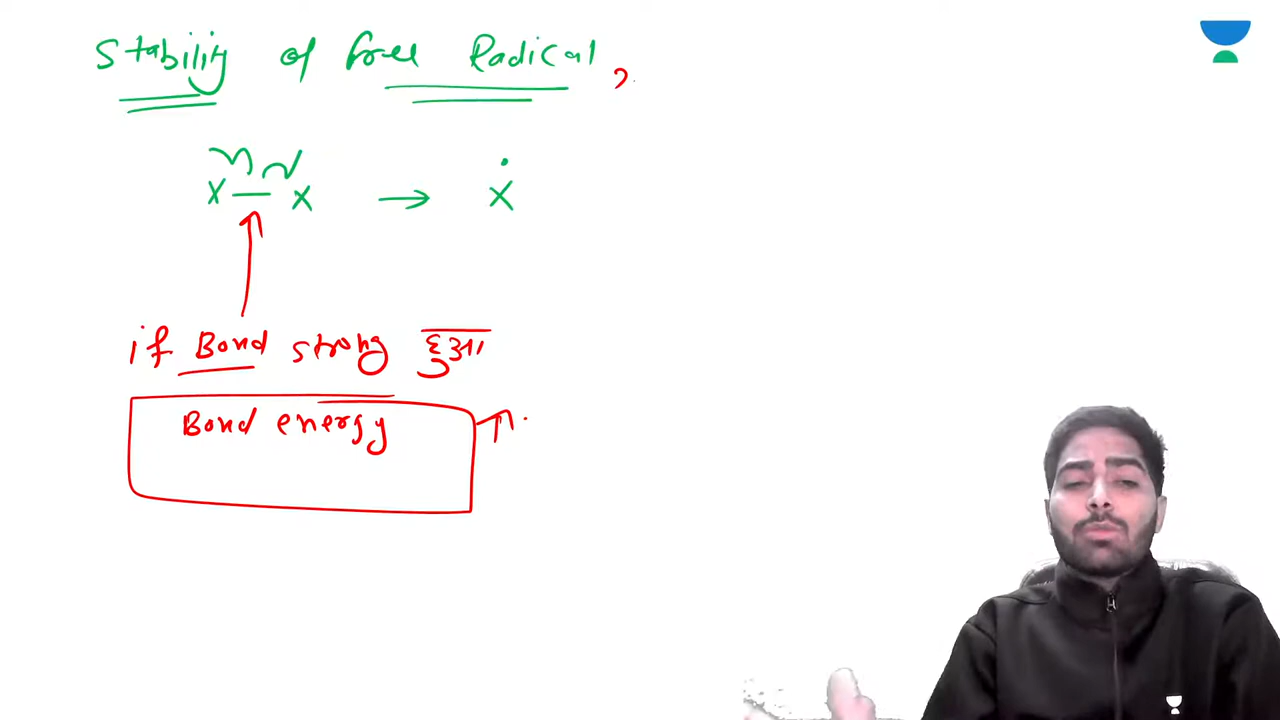 Stability of free Radical
X — X → Ẋ
if Bond strong हुआ
Bond energy ↑